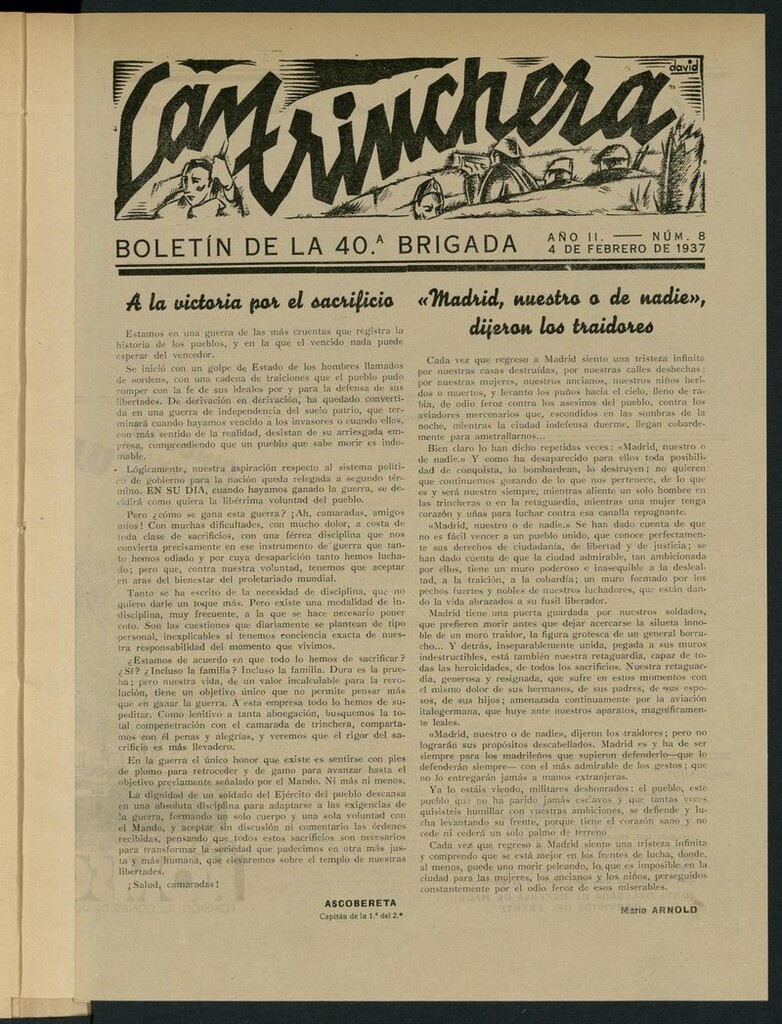 david
La Trinchera
BOLETÍN DE LA 40.ª BRIGADA
AÑO II. — NÚM. 8
4 DE FEBRERO DE 1937
A la victoria por el sacrificio
Estamos en una guerra de las más cruentas que registra la
historia de los pueblos, y en la que el vencido nada puede
esperar del vencedor.
Se inició con un golpe de Estado de los hombres llamados
de «orden», con una cadena de traiciones que el pueblo pudo
romper con la fe de sus ideales por y para la defensa de sus
libertades. De derivación en derivación, ha quedado converti-
da en una guerra de independencia del suelo patrio, que ter-
minará cuando hayamos vencido a los invasores o cuando ellos,
con más sentido de la realidad, desistan de su arriesgada em-
presa, comprendiendo que un pueblo que sabe morir es indo-
mable.
Lógicamente, nuestra aspiración respecto al sistema políti-
co de gobierno para la nación queda relegada a segundo tér-
mino. EN SU DIA, cuando hayamos ganado la guerra, se de-
cidirá como quiera la libérrima voluntad del pueblo.
Pero ¿cómo se gana esta guerra? ¡Ah, camaradas, amigos
míos! Con muchas dificultades, con mucho dolor, a costa de
toda clase de sacrificios, con una férrea disciplina que nos
convierta precisamente en ese instrumento de guerra que tan-
to hemos odiado y por cuya desaparición tanto hemos lucha-
do; pero que, contra nuestra voluntad, tenemos que aceptar
en aras del bienestar del proletariado mundial.
Tanto se ha escrito de la necesidad de disciplina, que no
quiero darle un toque más. Pero existe una modalidad de in-
disciplina, muy frecuente, a la que se hace necesario poner
coto. Son las cuestiones que diariamente se plantean de tipo
personal, inexplicables si tenemos conciencia exacta de nues-
tra responsabilidad del momento que vivimos.
¿Estamos de acuerdo en que todo lo hemos de sacrificar?
¿Sí? ¿Incluso la familia? Incluso la familia. Dura es la prue-
ba; pero nuestra vida, de un valor incalculable para la revo-
lución, tiene un objetivo único que no permite pensar más
que en ganar la guerra. A esta empresa todo lo hemos de su-
peditar. Como lenitivo a tanta abnegación, busquemos la to-
tal compenetración con el camarada de trinchera, comparta-
mos con él penas y alegrías, y veremos que el rigor del sa-
crificio es más llevadero.
En la guerra el único honor que existe es sentirse con pies
de plomo para retroceder y de gamo para avanzar hasta el
objetivo previamente señalado por el Mando. Ni más ni menos.
La dignidad de un soldado del Ejército del pueblo descansa
en una absoluta disciplina para adaptarse a las exigencias de
la guerra, formando un solo cuerpo y una sola voluntad con
el Mando, y aceptar sin discusión ni comentario las órdenes
recibidas, pensando que todos estos sacrificios son necesarios
para transformar la sociedad que padecimos en otra más jus-
ta y más humana, que elevaremos sobre el templo de nuestras
libertades.
¡Salud, camaradas!
ASCOBERETA
Capitán de la 1.ª del 2.º
«Madrid, nuestro o de nadie»,
dijeron los traidores
Cada vez que regreso a Madrid siento una tristeza infinita
por nuestras casas destruídas, por nuestras calles deshechas;
por nuestras mujeres, nuestros ancianos, nuestros niños heri-
dos o muertos, y levanto los puños hacia el cielo, lleno de ra-
bia, de odio feroz contra los asesinos del pueblo, contra los
aviadores mercenarios que, escondidos en las sombras de la
noche, mientras la ciudad indefensa duerme, llegan cobarde-
mente para ametrallarnos...
Bien claro lo han dicho repetidas veces: «Madrid, nuestro o
de nadie.» Y como ha desaparecido para ellos toda posibili-
dad de conquista, lo bombardean, lo destruyen; no quieren
que continuemos gozando de lo que nos pertenece, de lo que
es y será nuestro siempre, mientras aliente un solo hombre en
las trincheras o en la retaguardia, mientras una mujer tenga
corazón y uñas para luchar contra esa canalla repugnante.
«Madrid, nuestro o de nadie.» Se han dado cuenta de que
no es fácil vencer a un pueblo unido, que conoce perfectamen-
te sus derechos de ciudadanía, de libertad y de justicia; se
han dado cuenta de que la ciudad admirable, tan ambicionada
por ellos, tiene un muro poderoso e inasequible a la desleal-
tad, a la traición, a la cobardía; un muro formado por los
pechos fuertes y nobles de nuestros luchadores, que están dan-
do la vida abrazados a su fusil liberador.
Madrid tiene una puerta guardada por nuestros soldados,
que prefieren morir antes que dejar acercarse la silueta inno-
ble de un moro traidor, la figura grotesca de un general borra-
cho... Y detrás, inseparablemente unida, pegada a sus muros
indestructibles, está también nuestra retaguardia, capaz de to-
das las heroicidades, de todos los sacrificios. Nuestra retaguar-
dia, generosa y resignada, que sufre en estos momentos con
el mismo dolor de sus hermanos, de sus padres, de sus espo-
sos, de sus hijos; amenazada continuamente por la aviación
italogermana, que huye ante nuestros aparatos, magníficamen-
te leales.
«Madrid, nuestro o de nadie», dijeron los traidores; pero no
lograrán sus propósitos descabellados. Madrid es y ha de ser
siempre para los madrileños que supieron defenderlo—que lo
defenderán siempre— con el más admirable de los gestos; que
no lo entregarán jamás a manos extranjeras.
Ya lo estáis viendo, militares deshonrados: el pueblo, este
pueblo que no ha parido jamás esclavos y que tantas veces
quisisteis humillar con vuestras ambiciones, se defiende y lu-
cha levantando su frente, porque tiene el corazón sano y no
cede ni cederá un solo palmo de terreno
Cada vez que regreso a Madrid siento una tristeza infinita
y comprendo que se está mejor en los frentes de lucha, donde,
al menos, puede uno morir peleando, lo que es imposible en la
ciudad para las mujeres, los ancianos y los niños, perseguidos
constantemente por el odio feroz de esos miserables.
Mario ARNOLD